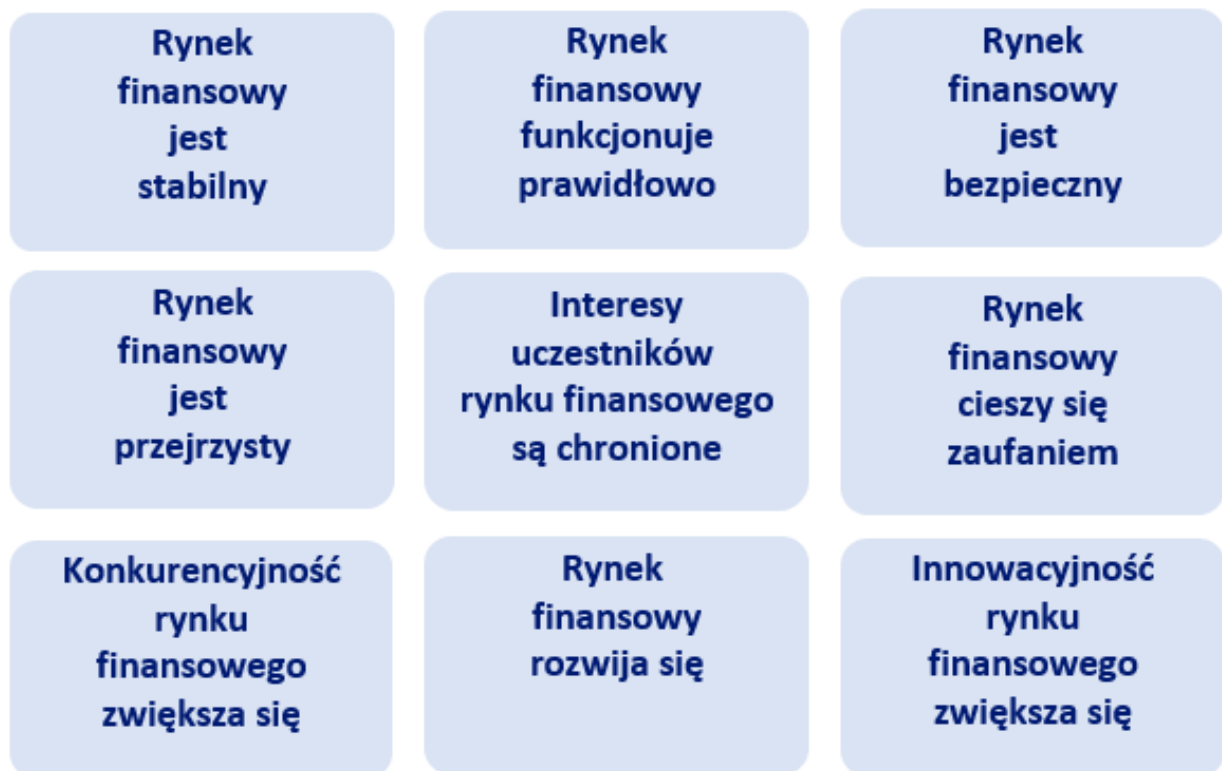 Rynek
finansowy
jest
stabilny
Rynek
finansowy
funkcjonuje
prawidłowo
Rynek
finansowy
jest
bezpieczny
Rynek
finansowy
jest
przejrzysty
Interesy
uczestników
rynku finansowego
są chronione
Rynek
finansowy
cieszy się
zaufaniem
Konkurencyjność
rynku
finansowego
zwiększa się
Rynek
finansowy
rozwija się
Innowacyjność
rynku
finansowego
zwiększa się